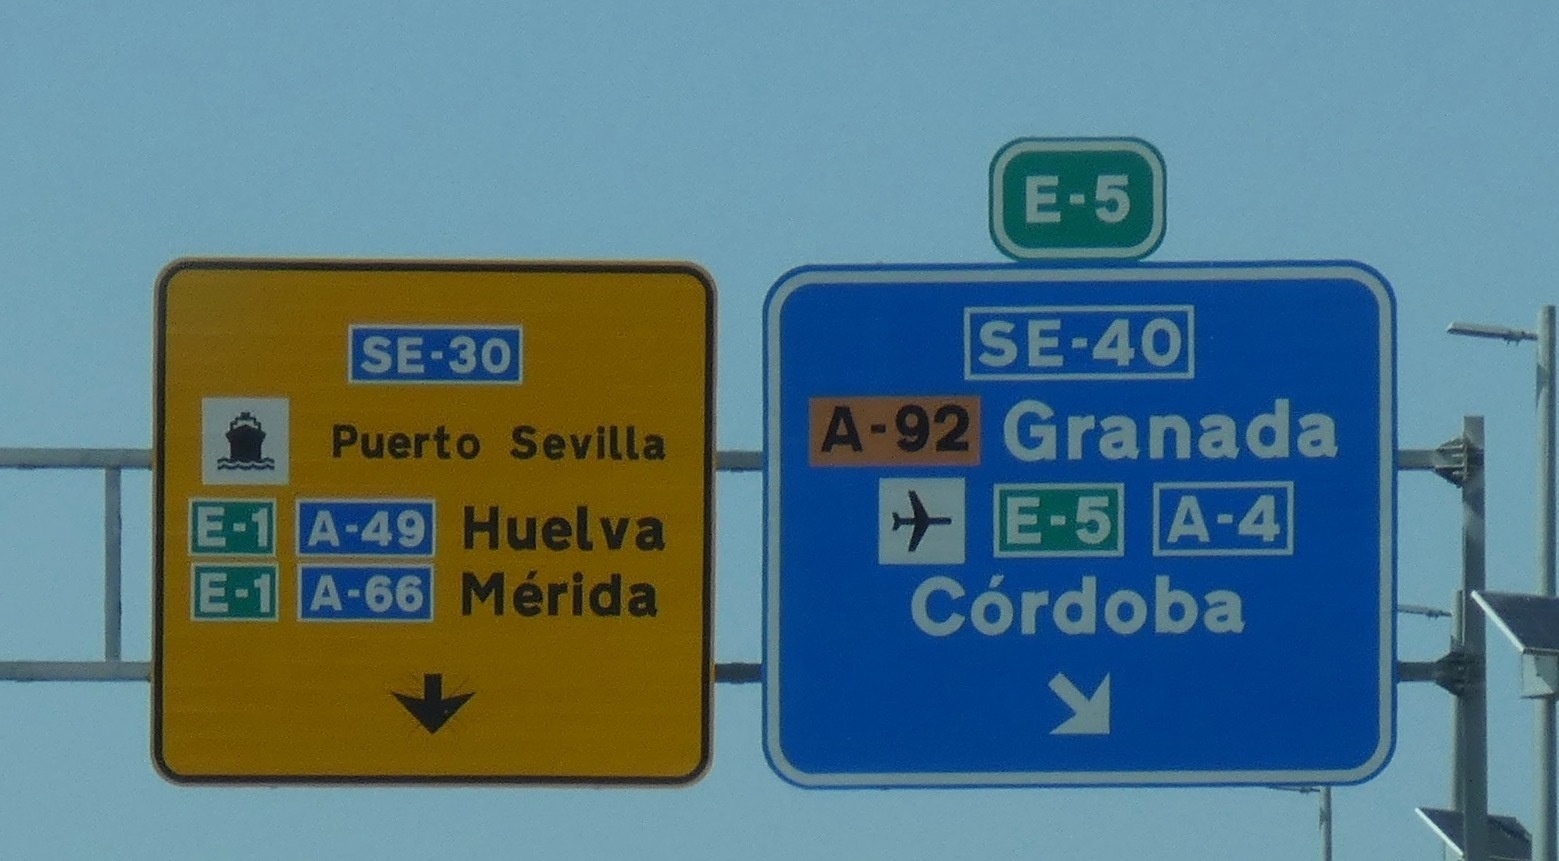 SE-30
Puerto Sevilla
E-1 A-49 Huelva
E-1 A-66 Mérida
E-5
SE-40
A-92 Granada
E-5 A-4
Córdoba